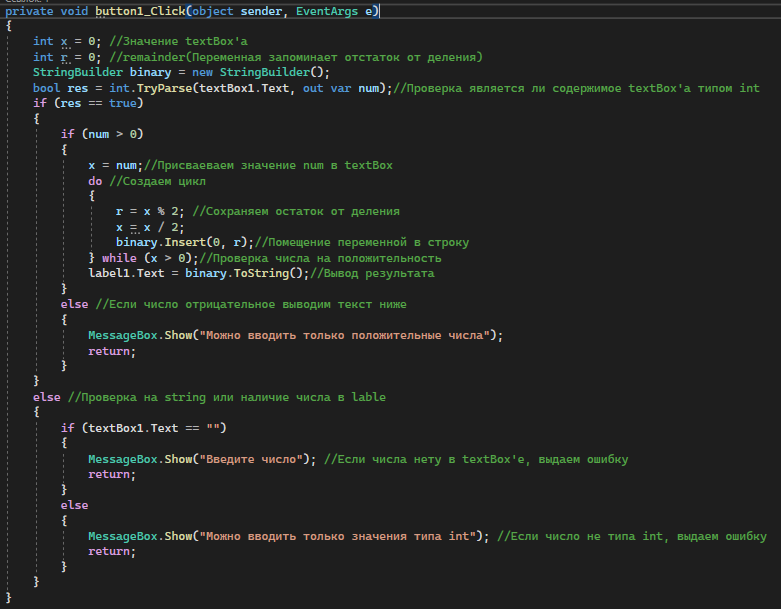 private void button1_Click(object sender, EventArgs e)
{
int x = 0; //Значение textBox'а
int r = 0; //remainder(Переменная запоминает отстаток от деления)
StringBuilder binary = new StringBuilder();
bool res = int.TryParse(textBox1.Text, out var num);//Проверка является ли содержимое textBox'а типом int
if (res == true)
{
if (num > 0)
{
x = num;//Присваеваем значение num в textBox
do //Создаем цикл
{
r = x % 2; //Сохраняем остаток от деления
x = x / 2;
binary.Insert(0, r);//Помещение переменной в строку
} while (x > 0);//Проверка числа на положительность
label1.Text = binary.ToString();//Вывод результата
}
else //Если число отрицательное выводим текст ниже
{
MessageBox.Show("Можно вводить только положительные числа");
return;
}
}
else //Проверка на string или наличие числа в lable
{
if (textBox1.Text == "")
{
MessageBox.Show("Введите число"); //Если числа нету в textBox'е, выдаем ошибку
return;
}
else
{
MessageBox.Show("Можно вводить только значения типа int"); //Если число не типа int, выдаем ошибку
return;
}
}
}